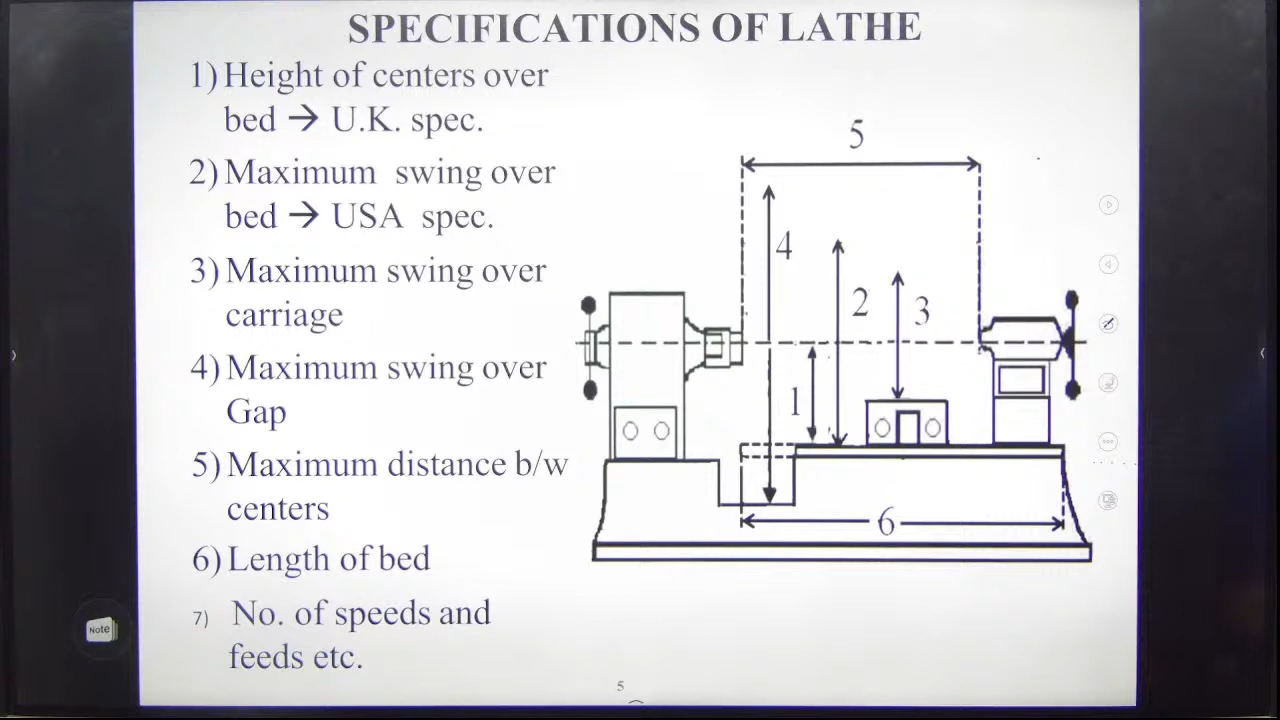 SPECIFICATIONS OF LATHE
1) Height of centers over
bed → U.K. spec.
2) Maximum swing over
bed → USA spec.
3) Maximum swing over
carriage
4) Maximum swing over
Gap
5) Maximum distance b/w
centers
6) Length of bed
7) No. of speeds and
feeds etc.
5
4
2
3
1
6
Note
5